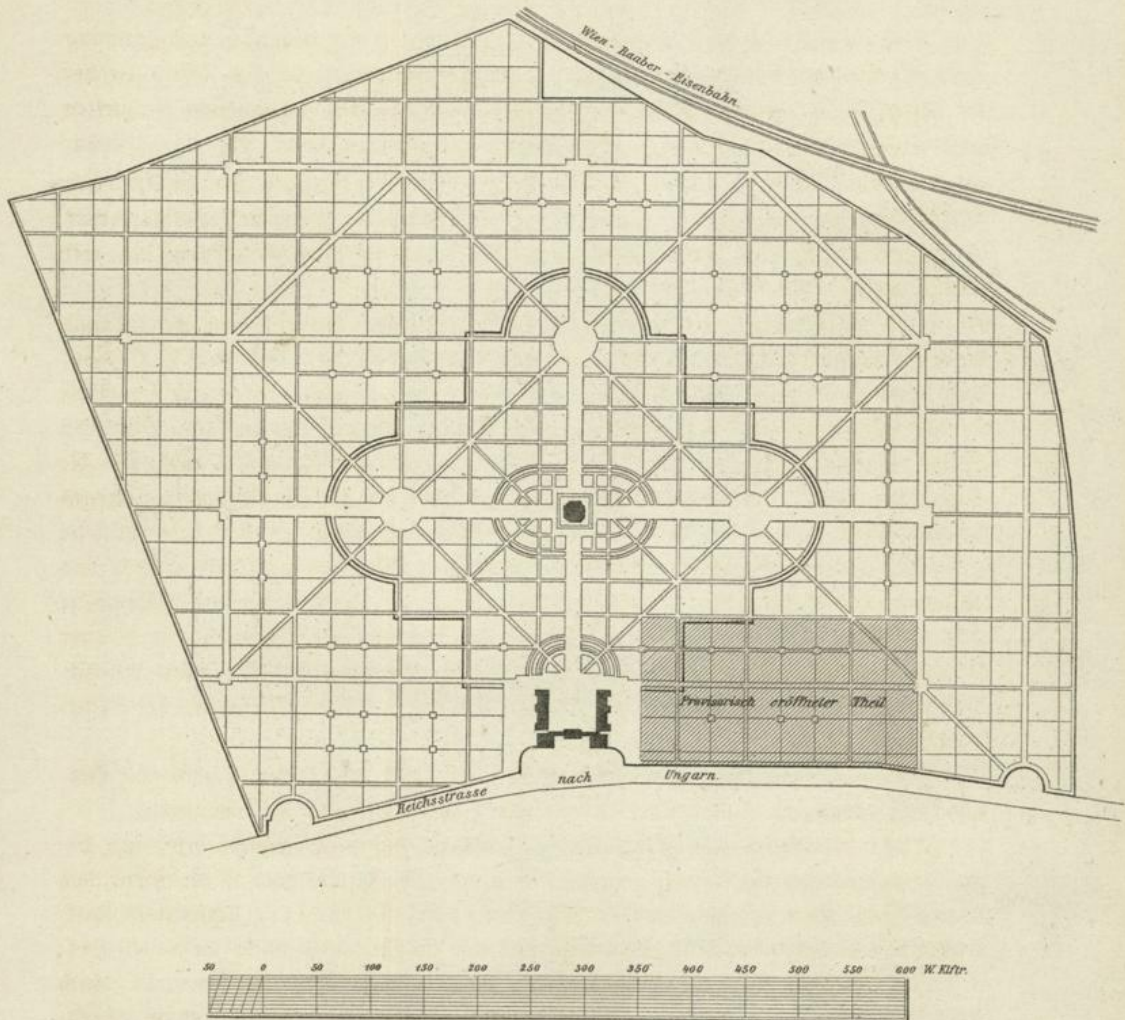 Wien - Raaber - Eisenbahn.
Provisorisch eröffneter Theil
Reichsstrasse nach Ungarn.
50 0 50 100 150 200 250 300 350 400 450 500 550 600 W. Klftr.